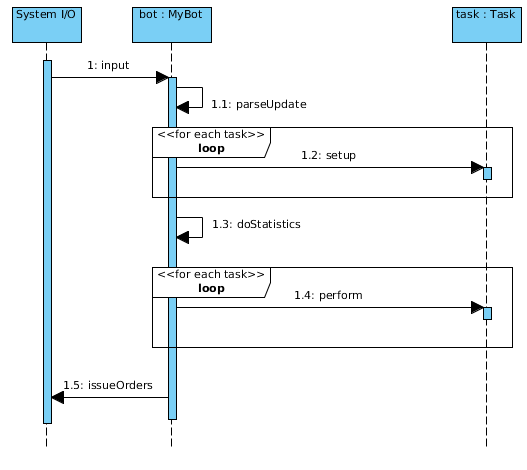 System I/O
bot : MyBot
task : Task
1: input
1.1: parseUpdate
<<for each task>>
loop
1.2: setup
1.3: doStatistics
<<for each task>>
loop
1.4: perform
1.5: issueOrders